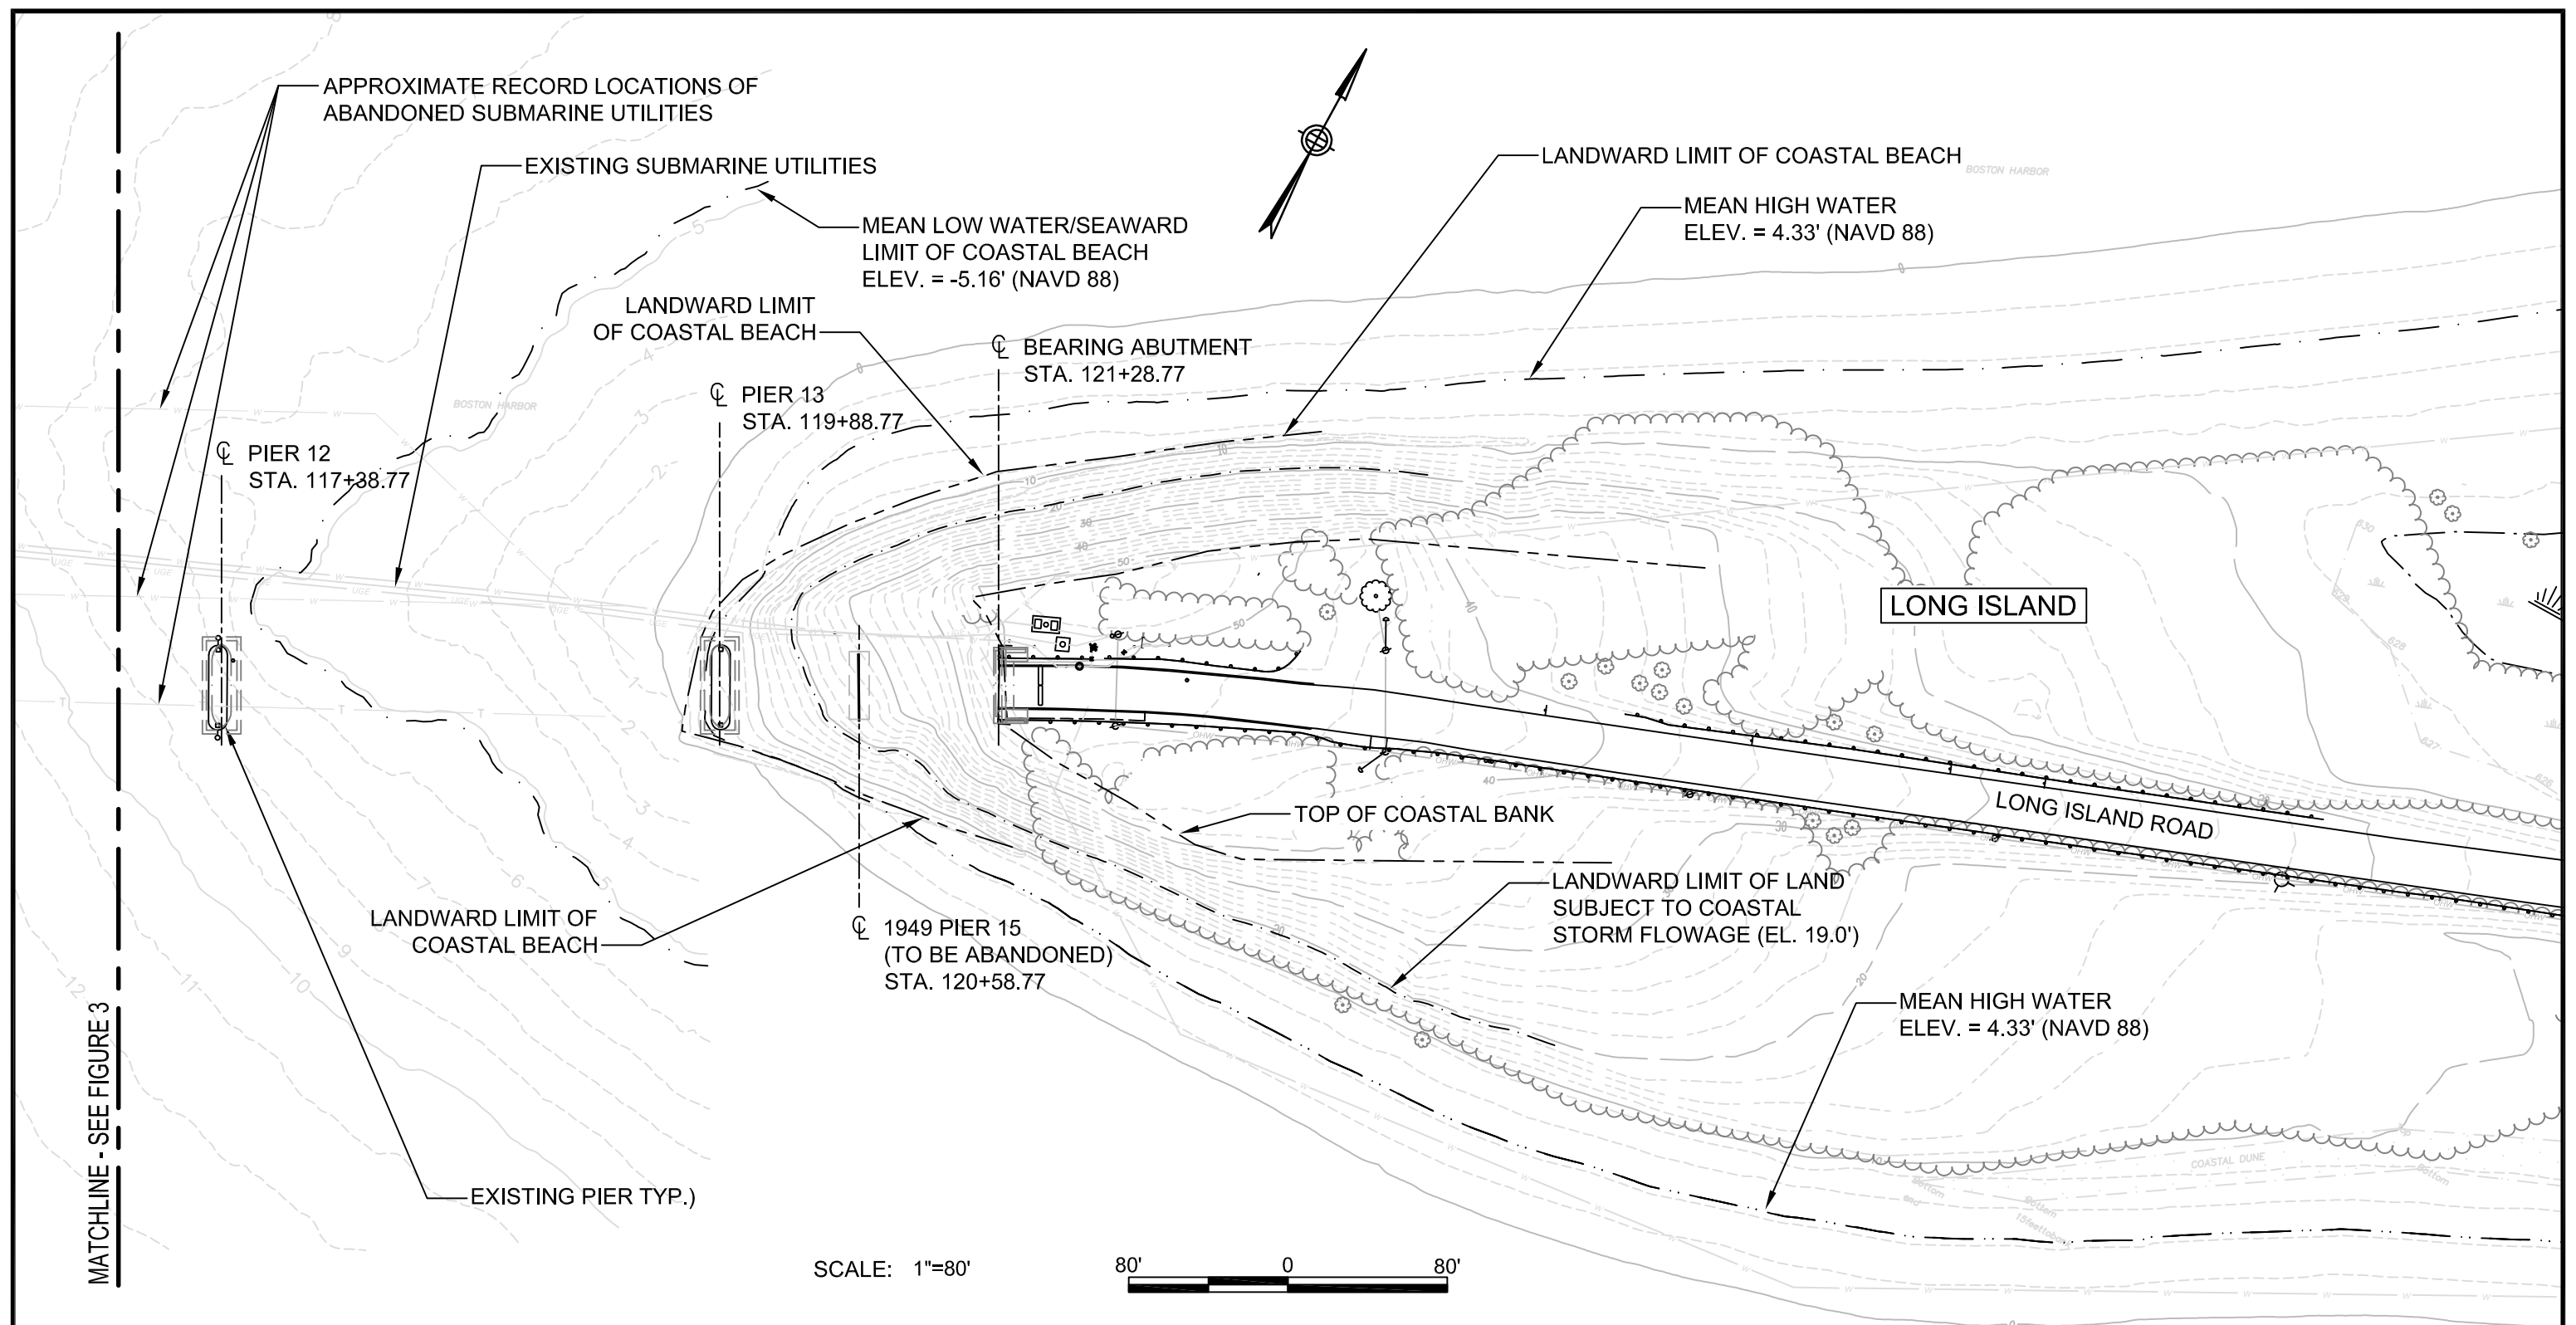 APPROXIMATE RECORD LOCATIONS OF
ABANDONED SUBMARINE UTILITIES
EXISTING SUBMARINE UTILITIES
MEAN LOW WATER/SEAWARD
LIMIT OF COASTAL BEACH
ELEV. = -5.16' (NAVD 88)
LANDWARD LIMIT OF COASTAL BEACH
BOSTON HARBOR
MEAN HIGH WATER
ELEV. = 4.33' (NAVD 88)
LANDWARD LIMIT
OF COASTAL BEACH
℄ BEARING ABUTMENT
STA. 121+28.77
℄ PIER 13
STA. 119+88.77
BOSTON HARBOR
℄ PIER 12
STA. 117+38.77
LONG ISLAND
LONG ISLAND ROAD
TOP OF COASTAL BANK
LANDWARD LIMIT OF LAND
SUBJECT TO COASTAL
STORM FLOWAGE (EL. 19.0')
LANDWARD LIMIT OF
COASTAL BEACH
℄ 1949 PIER 15
(TO BE ABANDONED)
STA. 120+58.77
MEAN HIGH WATER
ELEV. = 4.33' (NAVD 88)
COASTAL DUNE
EXISTING PIER TYP.)
MATCHLINE - SEE FIGURE 3
SCALE: 1"=80'
80' 0 80'